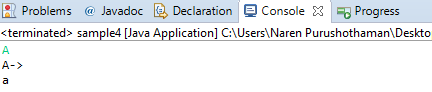 Problems @ Javadoc Declaration Console Progress
<terminated> sample4 [Java Application] C:\Users\Naren Purushothaman\Deskto
A
A->
a